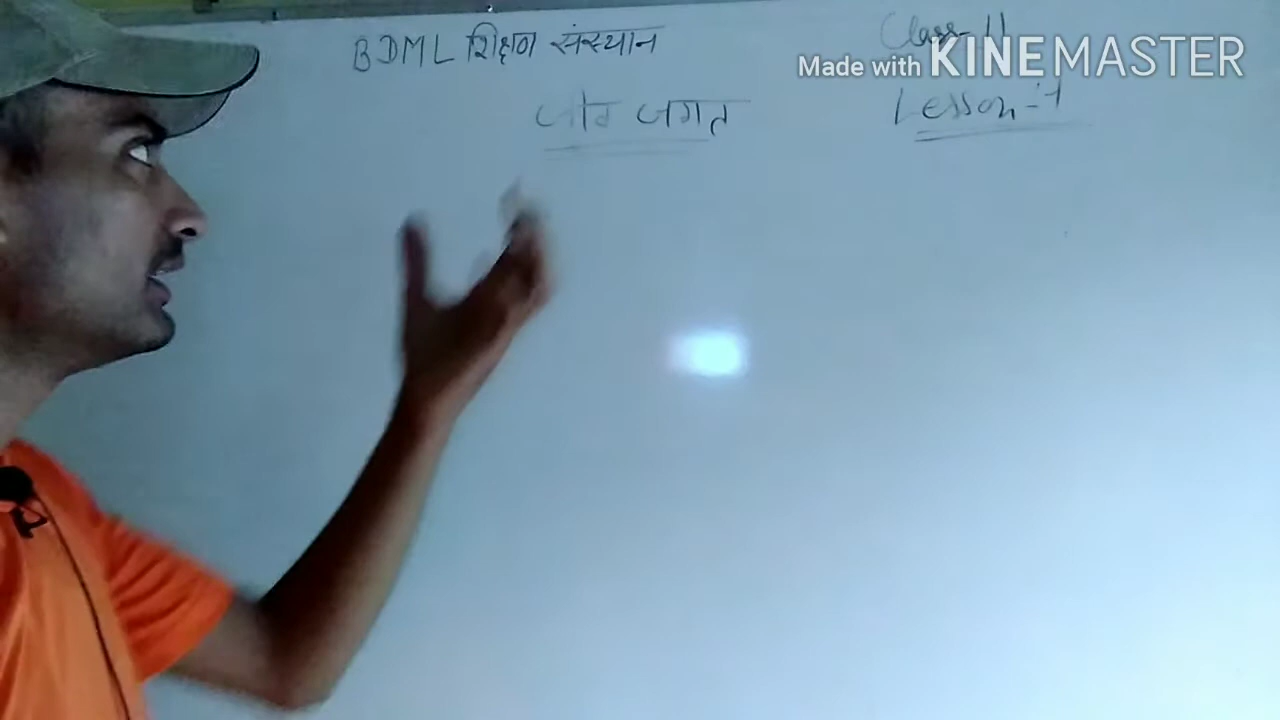 BDML शिक्षण संस्थान
Class-11
Made with KINEMASTER
जीव जगत
Lesson-1